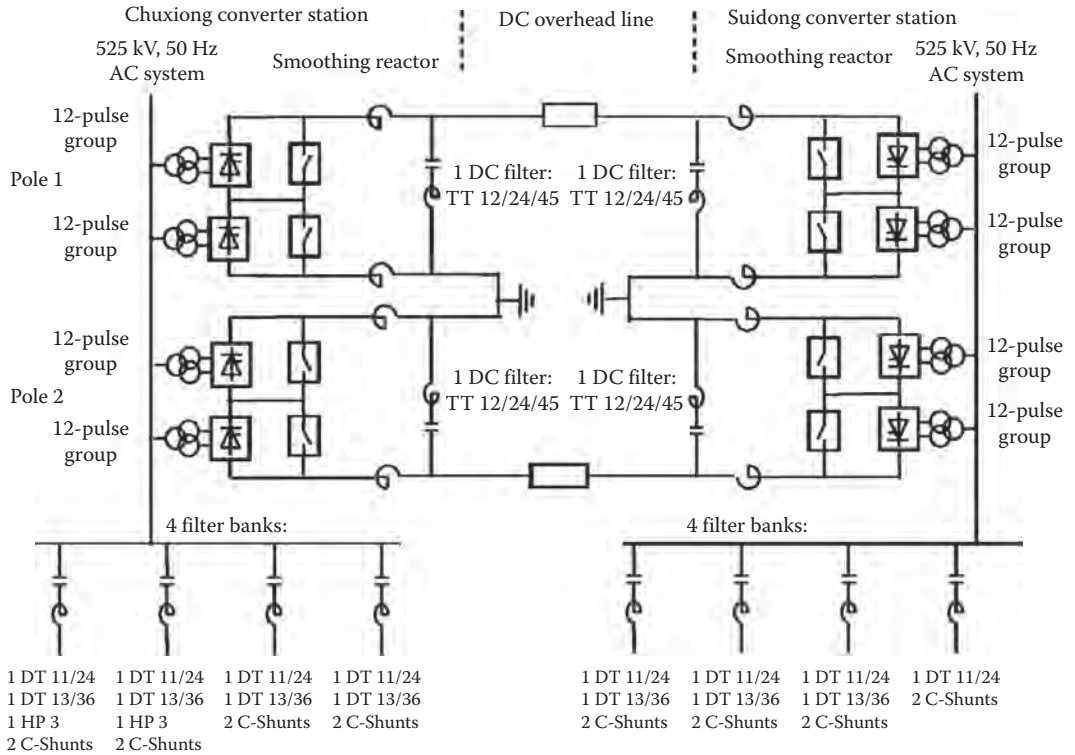 Chuxiong converter station
DC overhead line
Suidong converter station
525 kV, 50 Hz
AC system
Smoothing reactor
Smoothing reactor
525 kV, 50 Hz
AC system
12-pulse
group
12-pulse
group
Pole 1
1 DC filter:
TT 12/24/45
1 DC filter:
TT 12/24/45
12-pulse
group
12-pulse
group
12-pulse
group
12-pulse
group
Pole 2
1 DC filter:
TT 12/24/45
1 DC filter:
TT 12/24/45
12-pulse
group
12-pulse
group
4 filter banks:
4 filter banks:
1 DT 11/24
1 DT 13/36
1 HP 3
2 C-Shunts
1 DT 11/24
1 DT 13/36
1 HP 3
2 C-Shunts
1 DT 11/24
1 DT 13/36
2 C-Shunts
1 DT 11/24
1 DT 13/36
2 C-Shunts
1 DT 11/24
1 DT 13/36
2 C-Shunts
1 DT 11/24
1 DT 13/36
2 C-Shunts
1 DT 11/24
1 DT 13/36
2 C-Shunts
1 DT 11/24
2 C-Shunts